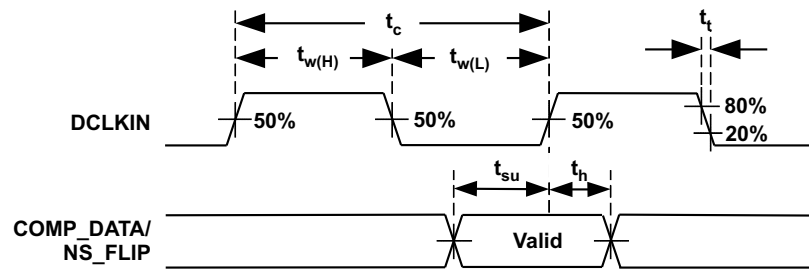 t_c
t_t
t_w(H)
t_w(L)
DCLKIN
50%
50%
50%
80%
20%
t_su
t_h
COMP_DATA/
NS_FLIP
Valid